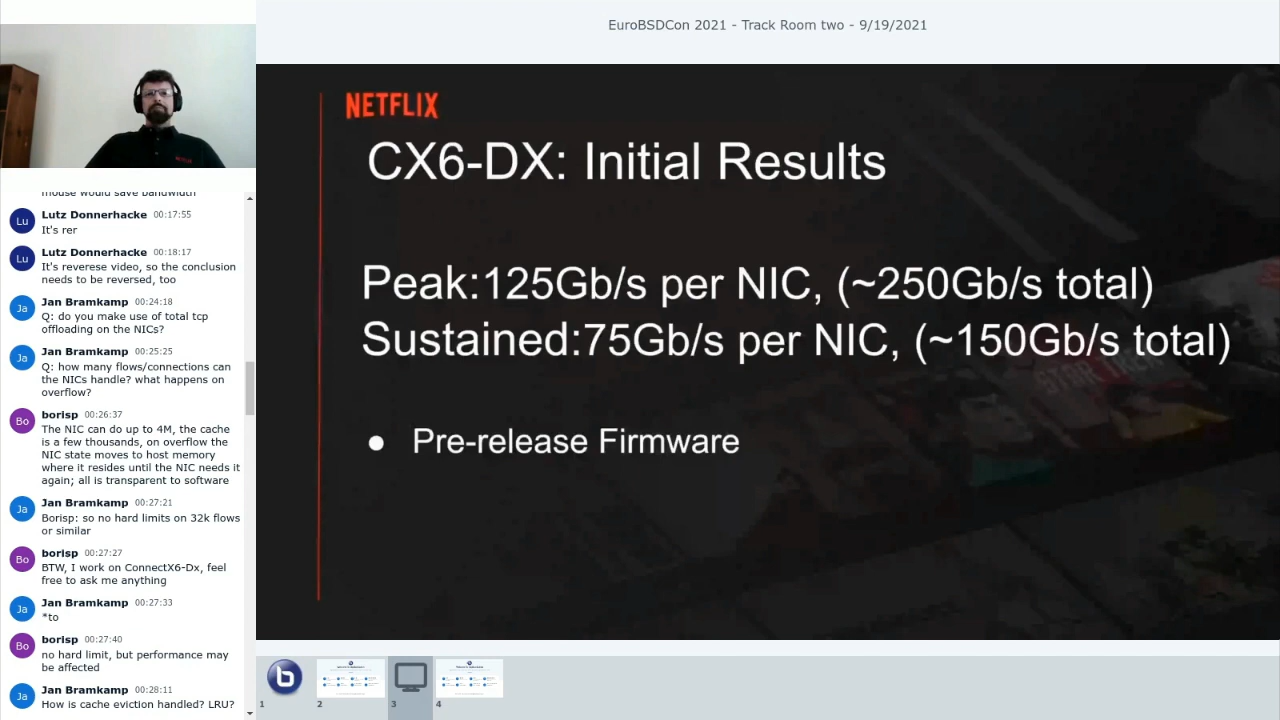 EuroBSDCon 2021 - Track Room two - 9/19/2021
NETFLIX
CX6-DX: Initial Results
Peak:125Gb/s per NIC, (~250Gb/s total)
Sustained:75Gb/s per NIC, (~150Gb/s total)
● Pre-release Firmware
mouse would save bandwidth
Lu
Lutz Donnerhacke 00:17:55
It's rer
Lu
Lutz Donnerhacke 00:18:17
It's reverese video, so the conclusion
needs to be reversed, too
Ja
Jan Bramkamp 00:24:18
Q: do you make use of total tcp
offloading on the NICs?
Ja
Jan Bramkamp 00:25:25
Q: how many flows/connections can
the NICs handle? what happens on
overflow?
Bo
borisp 00:26:37
The NIC can do up to 4M, the cache
is a few thousands, on overflow the
NIC state moves to host memory
where it resides until the NIC needs it
again; all is transparent to software
Ja
Jan Bramkamp 00:27:21
Borisp: so no hard limits on 32k flows
or similar
Bo
borisp 00:27:27
BTW, I work on ConnectX6-Dx, feel
free to ask me anything
Ja
Jan Bramkamp 00:27:33
*to
Bo
borisp 00:27:40
no hard limit, but performance may
be affected
Ja
Jan Bramkamp 00:28:11
How is cache eviction handled? LRU?
b
1
2
3
4